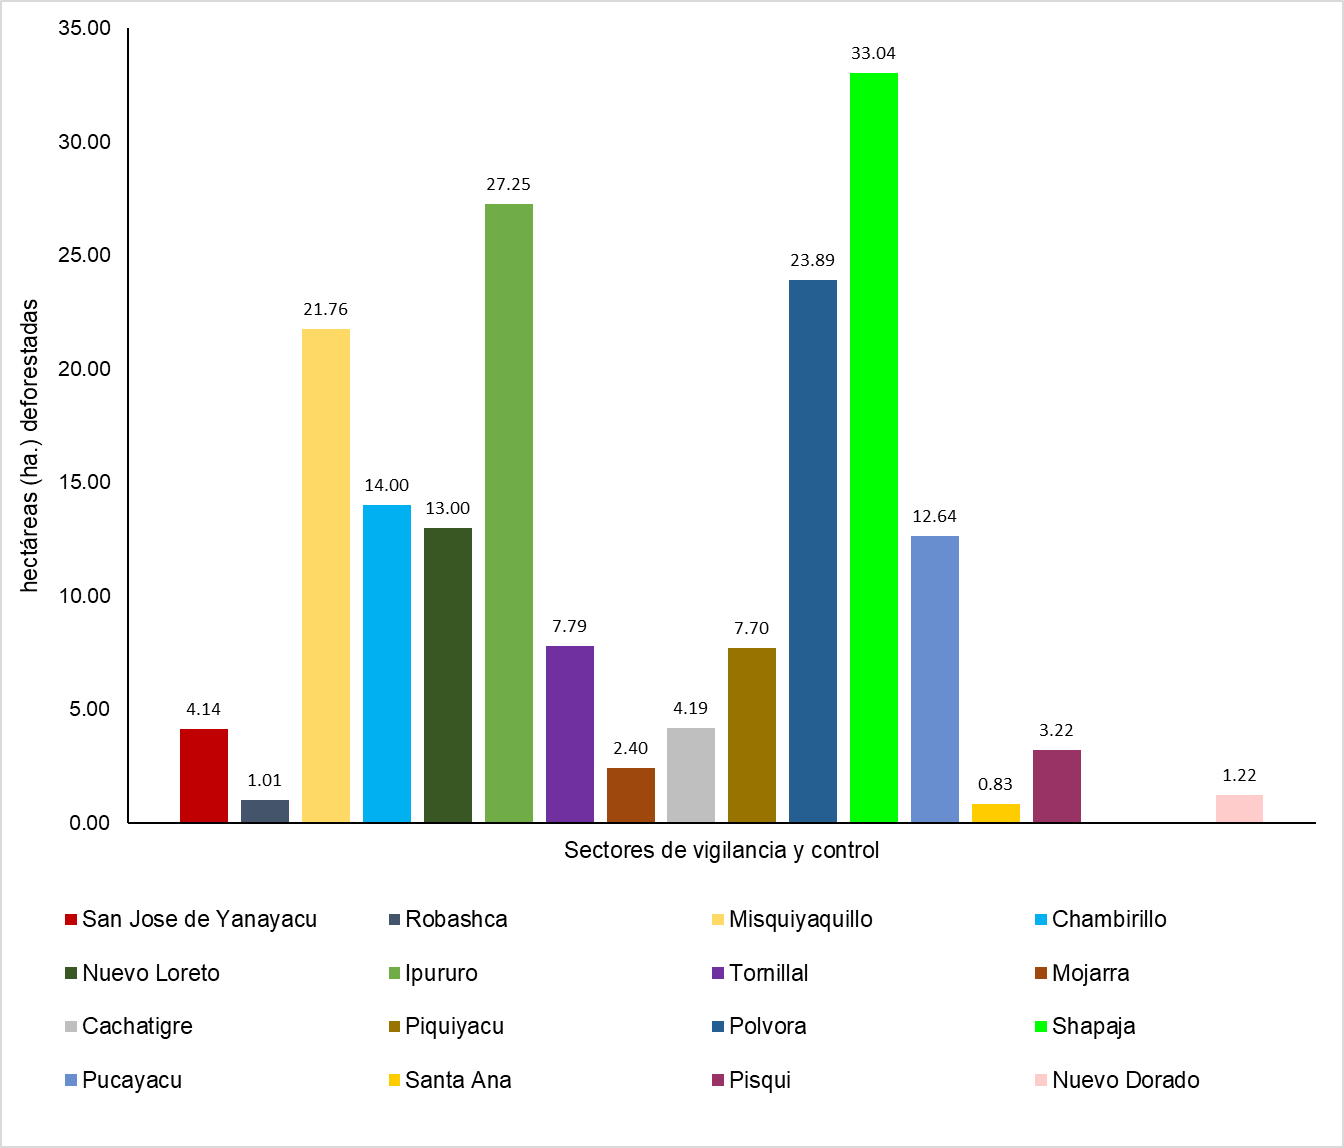 35.00
30.00
25.00
20.00
15.00
10.00
5.00
0.00
hectáreas (ha.) deforestadas
4.14
1.01
21.76
14.00
13.00
27.25
7.79
2.40
4.19
7.70
23.89
33.04
12.64
0.83
3.22
1.22
Sectores de vigilancia y control
San Jose de Yanayacu
Robashca
Misquiyaquillo
Chambirillo
Nuevo Loreto
Ipururo
Tornillal
Mojarra
Cachatigre
Piquiyacu
Polvora
Shapaja
Pucayacu
Santa Ana
Pisqui
Nuevo Dorado